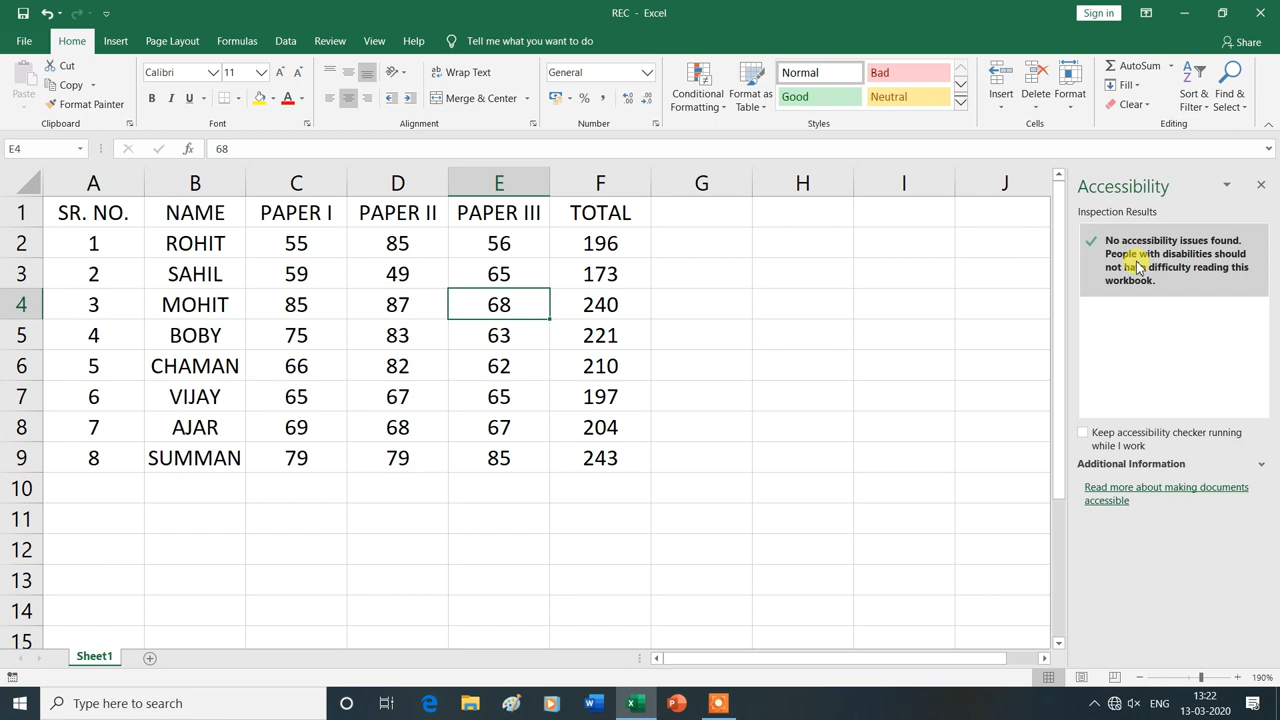 REC - Excel
Sign in
File Home Insert Page Layout Formulas Data Review View Help Tell me what you want to do Share
Paste
Cut
Copy
Format Painter
Clipboard
Calibri 11
B I U
Font
Wrap Text
Merge & Center
Alignment
General
Number
Conditional Formatting
Format as Table
Normal Bad
Good Neutral
Styles
Insert Delete Format
Cells
AutoSum
Fill
Clear
Sort & Filter
Find & Select
Editing
E4 fx 68
A B C D E F G H I J
1 SR. NO. NAME PAPER I PAPER II PAPER III TOTAL
2 1 ROHIT 55 85 56 196
3 2 SAHIL 59 49 65 173
4 3 MOHIT 85 87 68 240
5 4 BOBY 75 83 63 221
6 5 CHAMAN 66 82 62 210
7 6 VIJAY 65 67 65 197
8 7 AJAR 69 68 67 204
9 8 SUMMAN 79 79 85 243
10
11
12
13
14
15
Accessibility
Inspection Results
No accessibility issues found.
People with disabilities should
not have difficulty reading this
workbook.
Keep accessibility checker running
while I work
Additional Information
Read more about making documents
accessible
Sheet1
190%
Type here to search
ENG
13:22
13-03-2020